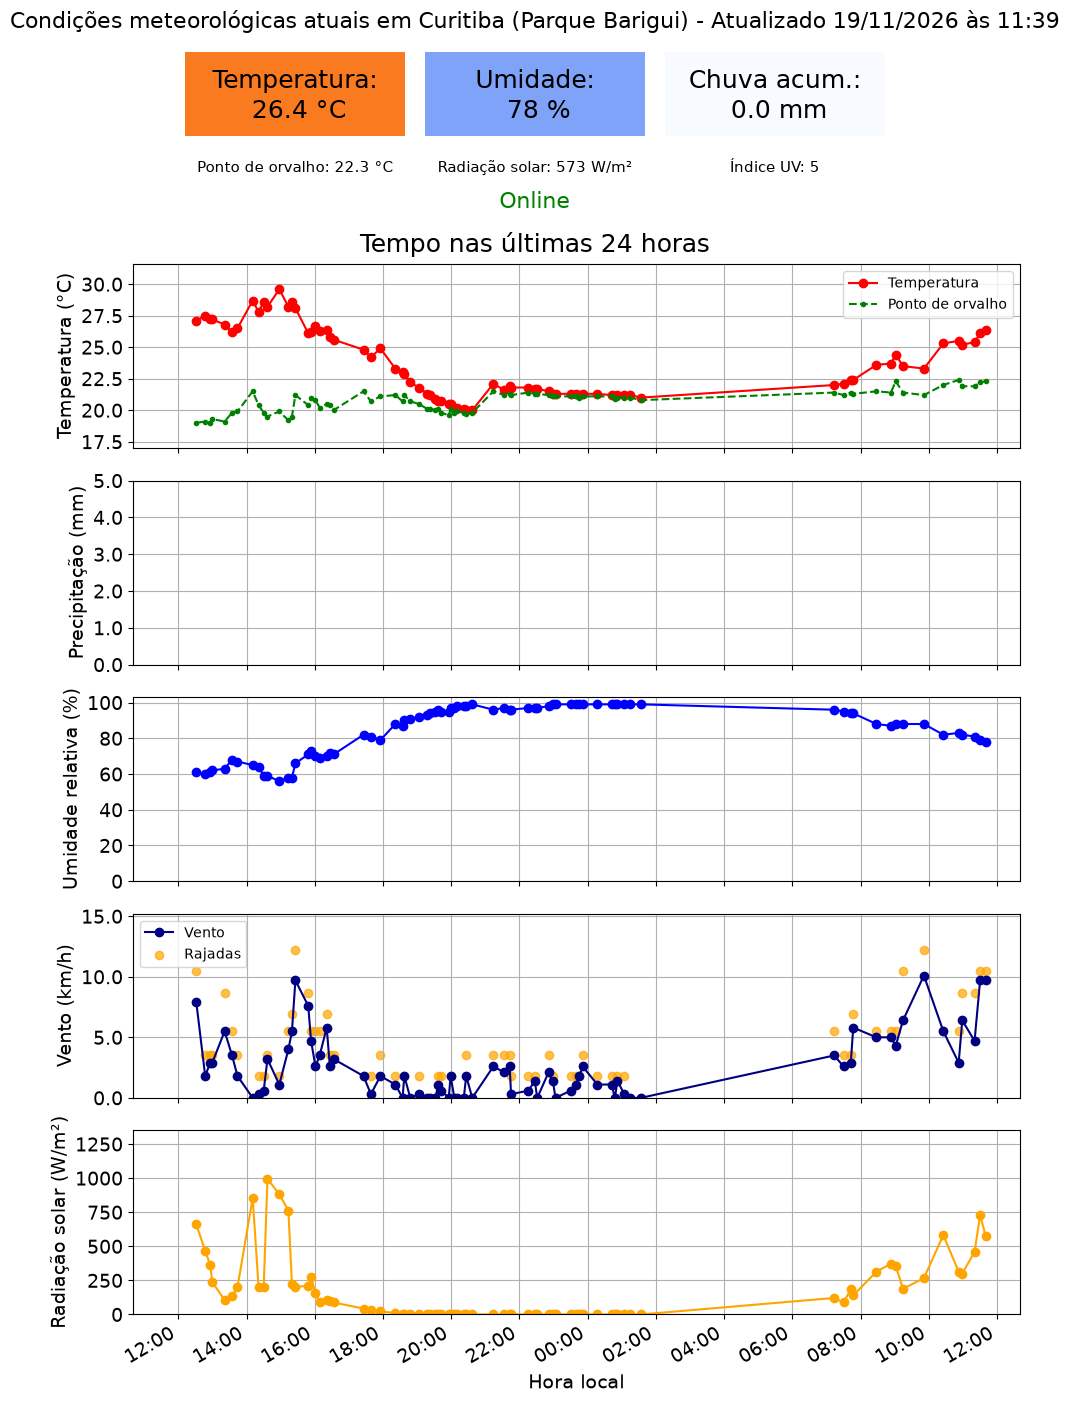 Condições meteorológicas atuais em Curitiba (Parque Barigui) - Atualizado 19/11/2026 às 11:39
Temperatura:
26.4 °C
Umidade:
78 %
Chuva acum.:
0.0 mm
Ponto de orvalho: 22.3 °C
Radiação solar: 573 W/m²
Índice UV: 5
Online
Tempo nas últimas 24 horas
Temperatura (°C)
30.0
27.5
25.0
22.5
20.0
17.5
Temperatura
Ponto de orvalho
Precipitação (mm)
5.0
4.0
3.0
2.0
1.0
0.0
Umidade relativa (%)
100
80
60
40
20
0
Vento (km/h)
15.0
10.0
5.0
0.0
Vento
Rajadas
Radiação solar (W/m²)
1250
1000
750
500
250
0
12:00
14:00
16:00
18:00
20:00
22:00
00:00
02:00
04:00
06:00
08:00
10:00
12:00
Hora local